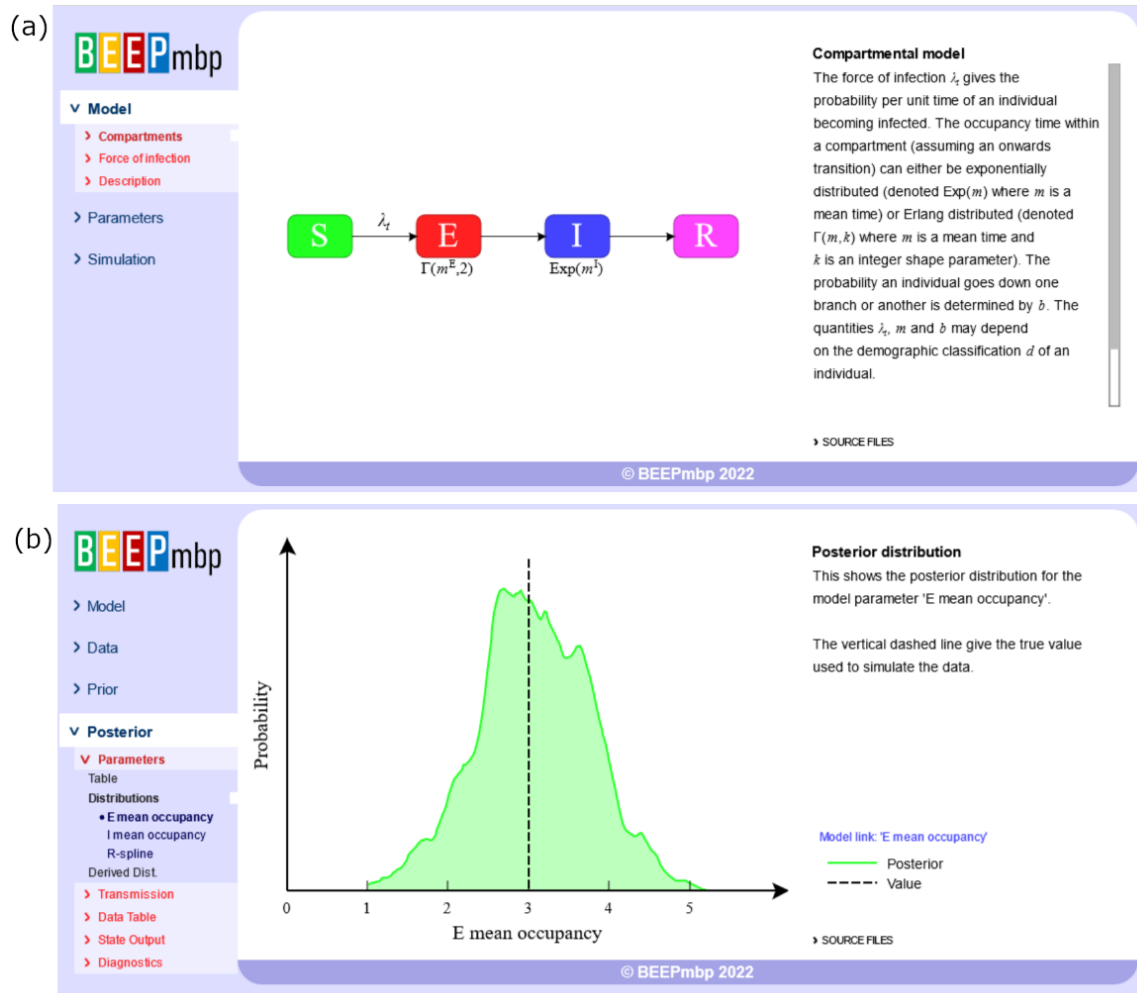 (a)
BEEPmbp
Model
Compartments
Force of infection
Description
Parameters
Simulation
S
λt
E
I
R
Γ(mE,2)
Exp(mI)
Compartmental model
The force of infection λt gives the
probability per unit time of an individual
becoming infected. The occupancy time within
a compartment (assuming an onwards
transition) can either be exponentially
distributed (denoted Exp(m) where m is a
mean time) or Erlang distributed (denoted
Γ(m,k) where m is a mean time and
k is an integer shape parameter). The
probability an individual goes down one
branch or another is determined by b. The
quantities λt, m and b may depend
on the demographic classification d of an
individual.
SOURCE FILES
© BEEPmbp 2022
(b)
BEEPmbp
Model
Data
Prior
Posterior
Parameters
Table
Distributions
E mean occupancy
I mean occupancy
R-spline
Derived Dist.
Transmission
Data Table
State Output
Diagnostics
Probability
0 1 2 3 4 5
E mean occupancy
Posterior distribution
This shows the posterior distribution for the
model parameter 'E mean occupancy'.
The vertical dashed line give the true value
used to simulate the data.
Model link: 'E mean occupancy'
Posterior
Value
SOURCE FILES
© BEEPmbp 2022